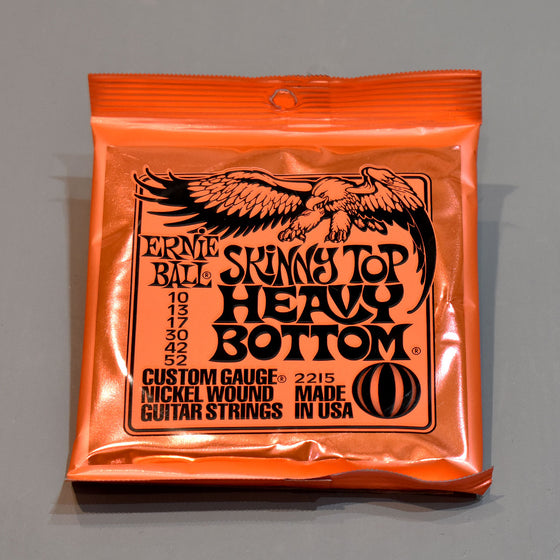 ERNIE
BALL®
10
13
17
30
42
52
SKINNY TOP
HEAVY
BOTTOM®
CUSTOM GAUGE®
NICKEL WOUND
GUITAR STRINGS
2215
MADE
IN USA